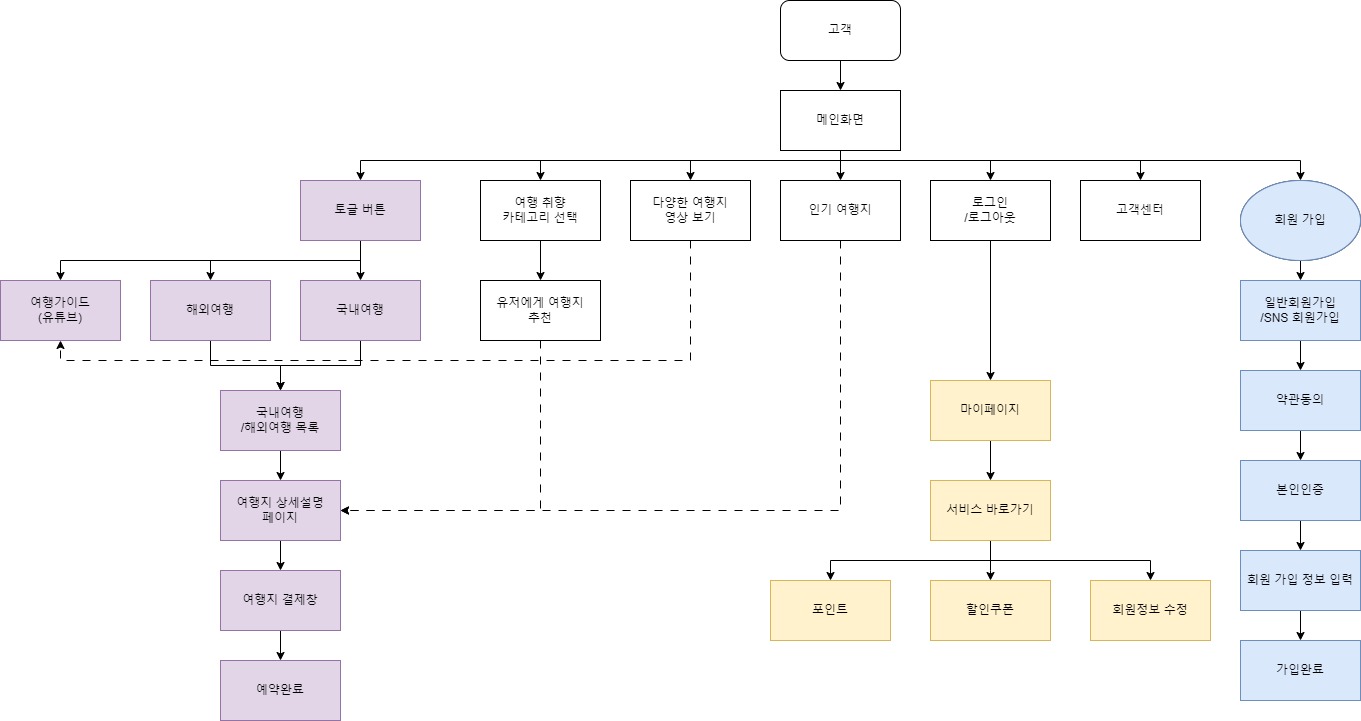 고객
메인화면
토글 버튼
여행 취향
카테고리 선택
다양한 여행지
영상 보기
인기 여행지
로그인
/로그아웃
고객센터
회원 가입
여행가이드
(유튜브)
해외여행
국내여행
유저에게 여행지
추천
일반회원가입
/SNS 회원가입
국내여행
/해외여행 목록
마이페이지
약관동의
여행지 상세설명
페이지
서비스 바로가기
본인인증
여행지 결제창
포인트
할인쿠폰
회원정보 수정
회원 가입 정보 입력
예약완료
가입완료